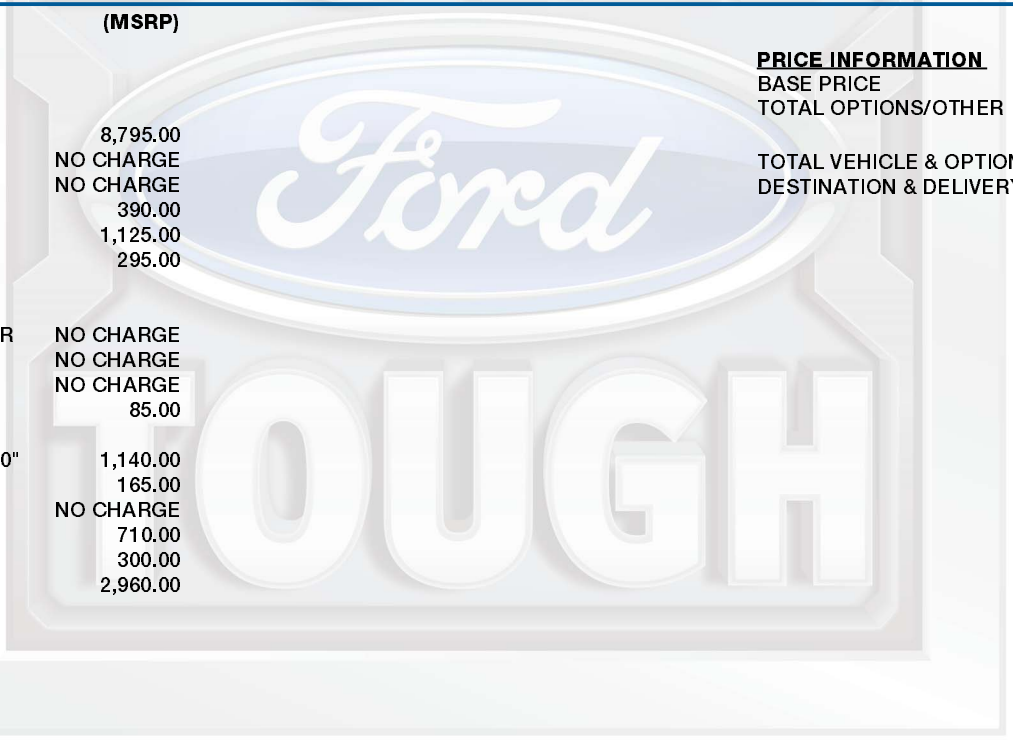 (MSRP)
8,795.00
NO CHARGE
NO CHARGE
390.00
1,125.00
295.00
R NO CHARGE
NO CHARGE
NO CHARGE
85.00
0" 1,140.00
165.00
NO CHARGE
710.00
300.00
2,960.00
PRICE INFORMATION
BASE PRICE
TOTAL OPTIONS/OTHER
TOTAL VEHICLE & OPTION
DESTINATION & DELIVERY
Ford
TOUGH